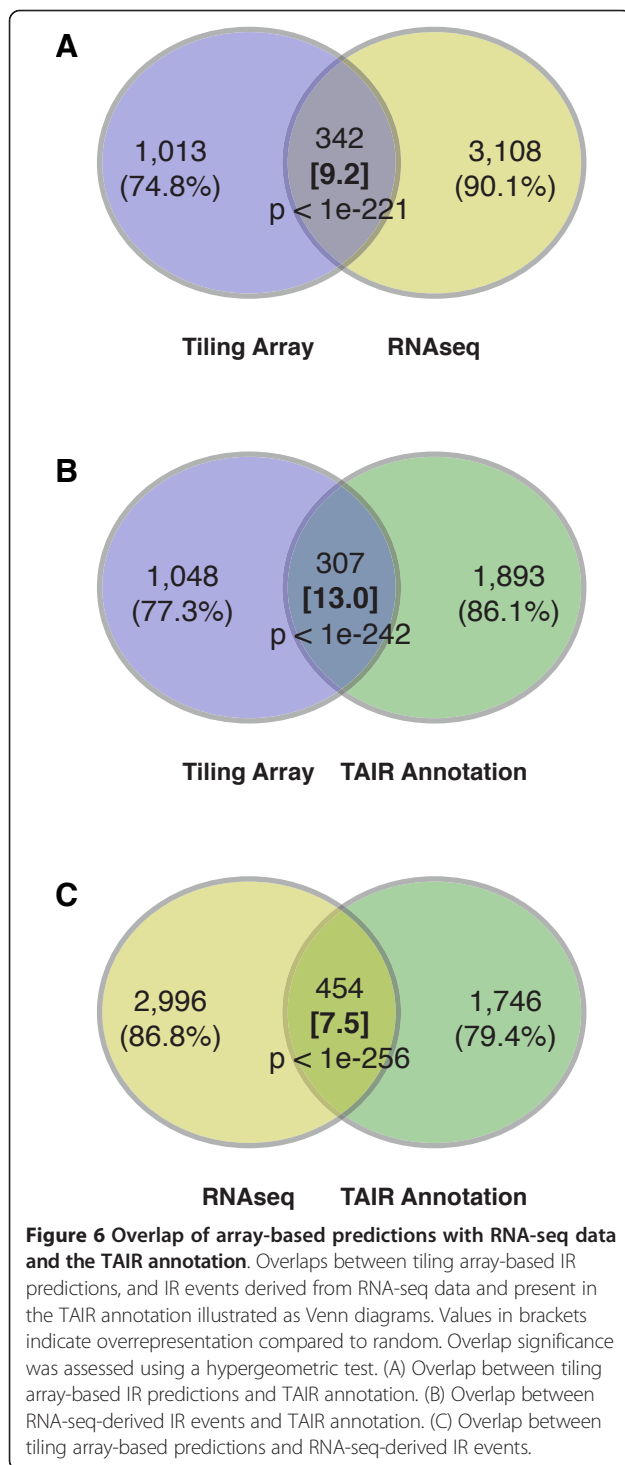 A
1,013
(74.8%)
342
[9.2]
p < 1e-221
3,108
(90.1%)
Tiling Array
RNAseq
B
1,048
(77.3%)
307
[13.0]
p < 1e-242
1,893
(86.1%)
Tiling Array
TAIR Annotation
C
2,996
(86.8%)
454
[7.5]
p < 1e-256
1,746
(79.4%)
RNAseq
TAIR Annotation
Figure 6 Overlap of array-based predictions with RNA-seq data
and the TAIR annotation. Overlaps between tiling array-based IR
predictions, and IR events derived from RNA-seq data and present in
the TAIR annotation illustrated as Venn diagrams. Values in brackets
indicate overrepresentation compared to random. Overlap significance
was assessed using a hypergeometric test. (A) Overlap between tiling
array-based IR predictions and TAIR annotation. (B) Overlap between
RNA-seq-derived IR events and TAIR annotation. (C) Overlap between
tiling array-based predictions and RNA-seq-derived IR events.